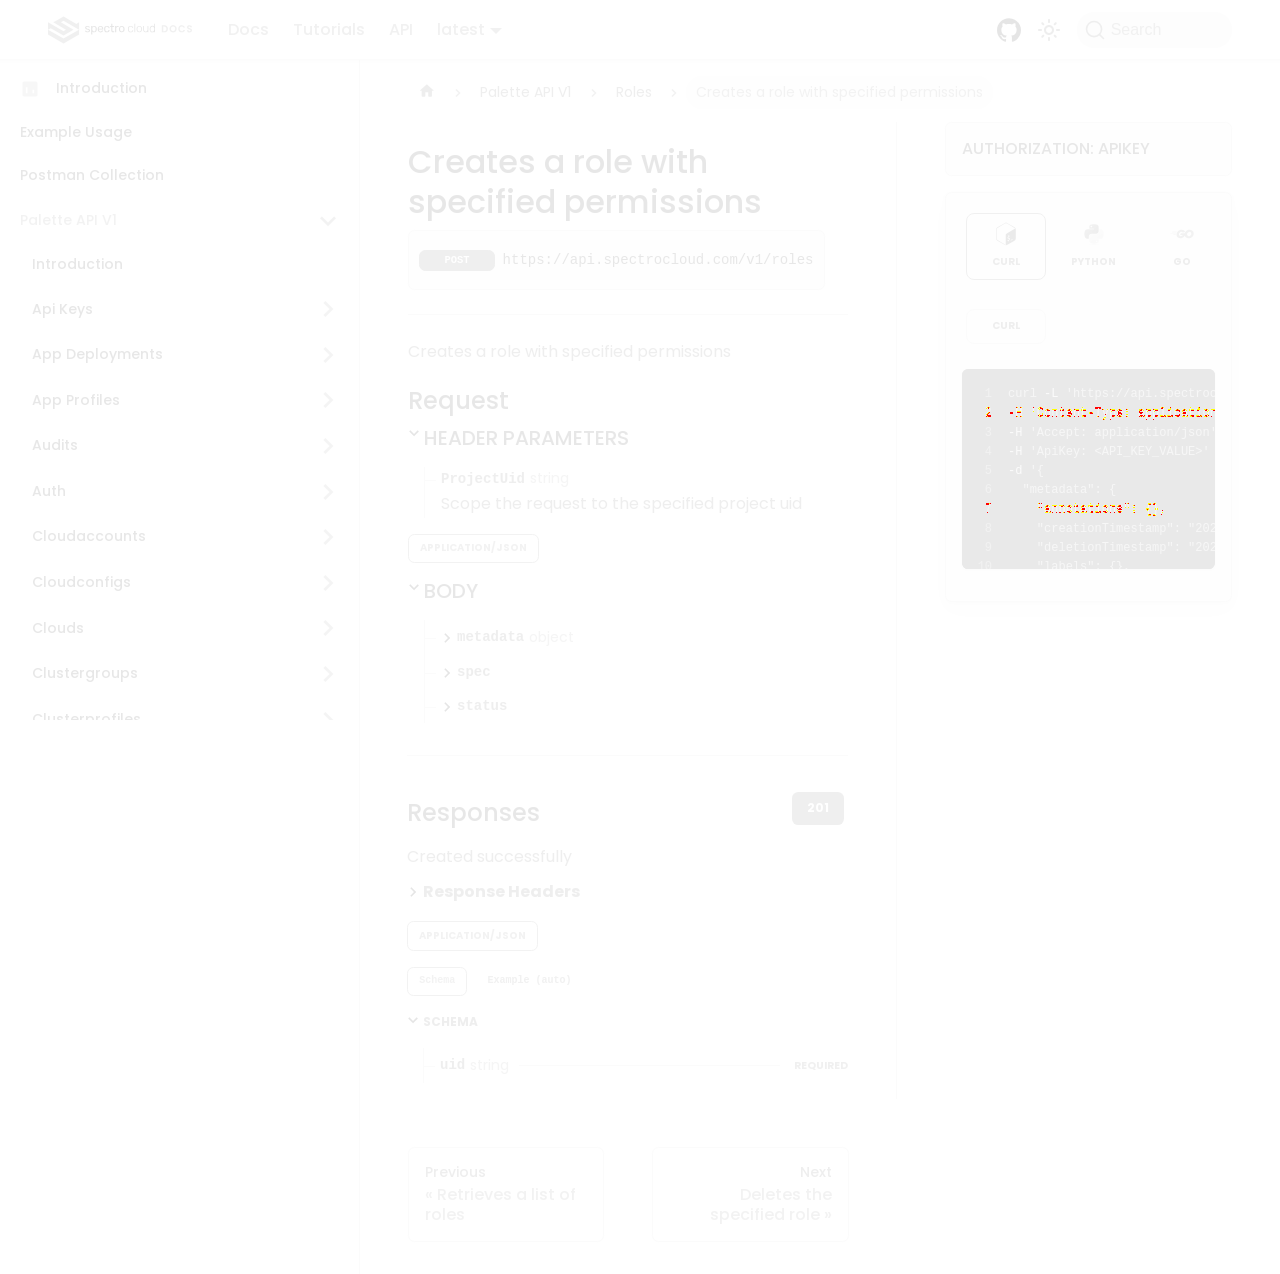 spectro cloud DOCS
Docs
Tutorials
API
latest
Search
Introduction
Example Usage
Postman Collection
Palette API V1
Introduction
Api Keys
App Deployments
App Profiles
Audits
Auth
Cloudaccounts
Cloudconfigs
Clouds
Clustergroups
Clusterprofiles
Palette API V1
Roles
Creates a role with specified permissions
Creates a role with
specified permissions
POST https://api.spectrocloud.com/v1/roles
Creates a role with specified permissions
Request
HEADER PARAMETERS
ProjectUid string
Scope the request to the specified project uid
APPLICATION/JSON
BODY
metadata object
spec
status
Responses
201
Created successfully
Response Headers
APPLICATION/JSON
Schema
Example (auto)
SCHEMA
uid string
REQUIRED
Previous
« Retrieves a list of
roles
Next
Deletes the
specified role »
AUTHORIZATION: APIKEY
CURL
PYTHON
GO
GO
CURL
1 curl -L 'https://api.spectroc
2 -H 'Content-Type: application
3 -H 'Accept: application/json'
4 -H 'ApiKey: <API_KEY_VALUE>'
5 -d '{
6 "metadata": {
7 "annotations": {},
8 "creationTimestamp": "202
9 "deletionTimestamp": "202
10 "labels": {}